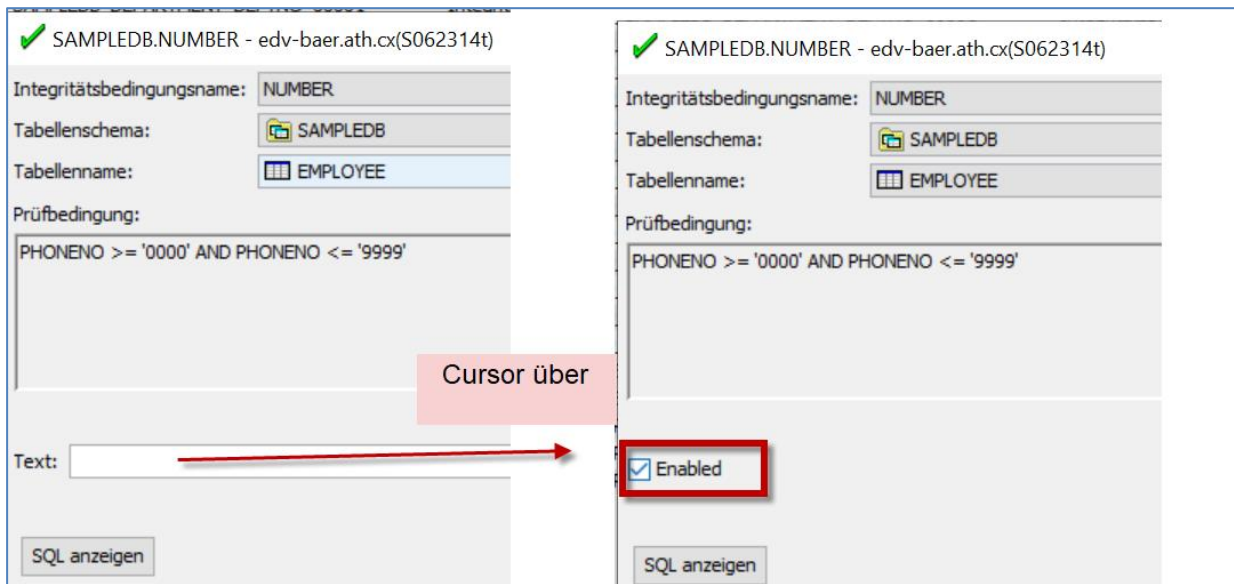 SAMPLEDB.NUMBER - edv-baer.ath.cx(S062314t)
Integritätsbedingungsname: NUMBER
Tabellenschema: SAMPLEDB
Tabellenname: EMPLOYEE
Prüfbedingung:
PHONENO >= '0000' AND PHONENO <= '9999'
Text:
SQL anzeigen
Cursor über
SAMPLEDB.NUMBER - edv-baer.ath.cx(S062314t)
Integritätsbedingungsname: NUMBER
Tabellenschema: SAMPLEDB
Tabellenname: EMPLOYEE
Prüfbedingung:
PHONENO >= '0000' AND PHONENO <= '9999'
Enabled
SQL anzeigen